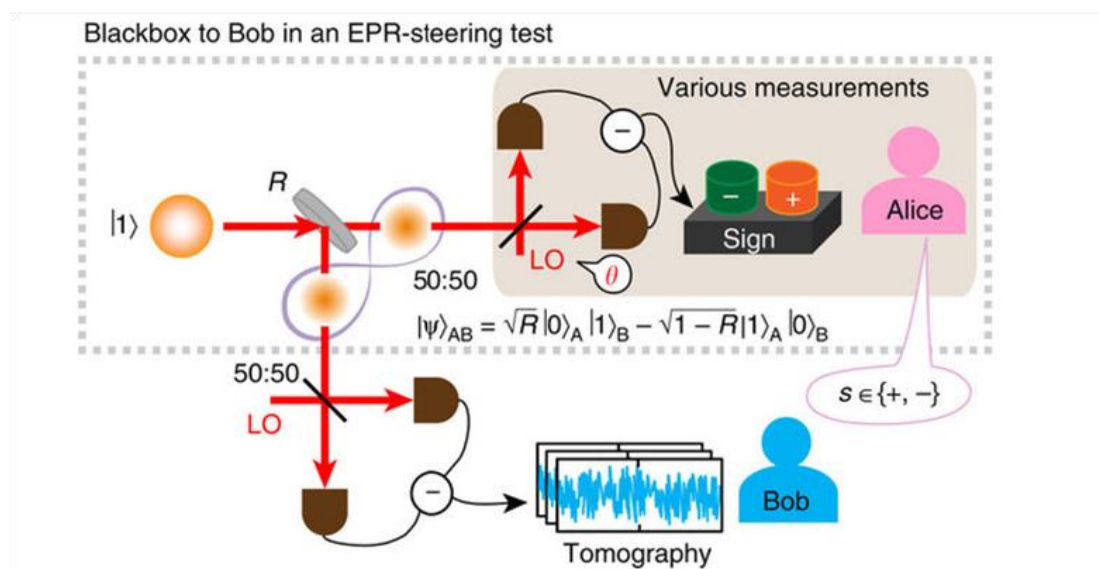 Blackbox to Bob in an EPR-steering test
Various measurements
R
−
|1⟩
− +
Alice
Sign
LO
θ
50:50
|ψ⟩AB = √R |0⟩A |1⟩B − √1 − R |1⟩A |0⟩B
50:50
s ∈ {+, −}
LO
−
Bob
Tomography